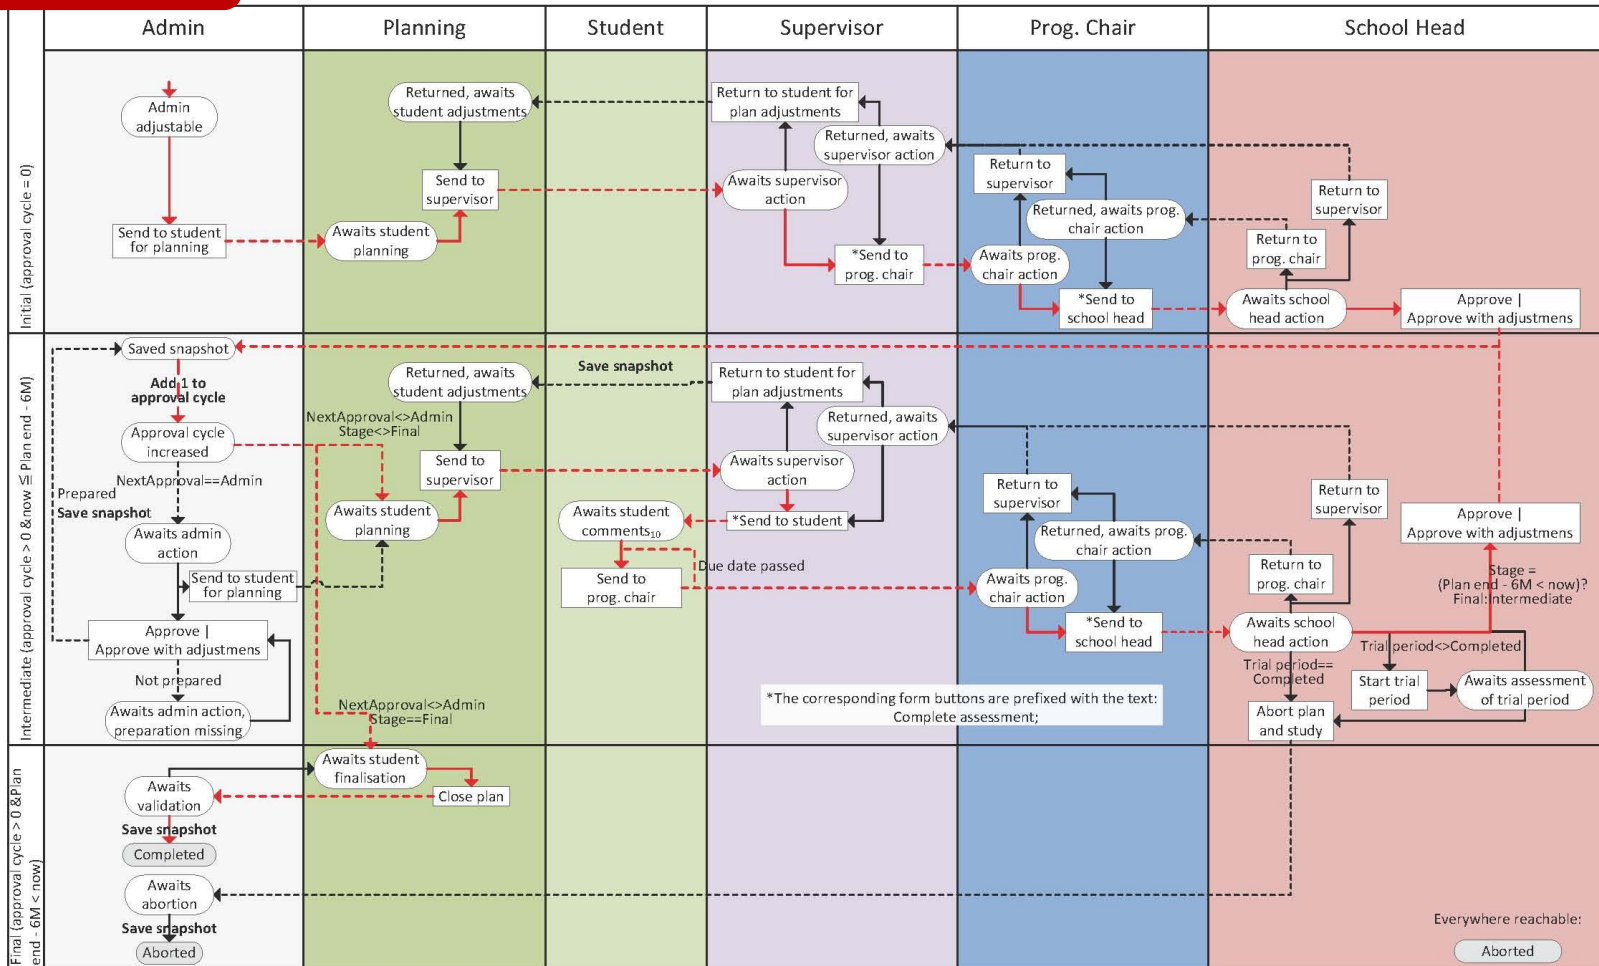 Admin
Planning
Student
Supervisor
Prog. Chair
School Head
Initial (approval cycle = 0)
Admin
adjustable
Send to student
for planning
Returned, awaits
student adjustments
Send to
supervisor
Awaits student
planning
Return to student for
plan adjustments
Returned, awaits
supervisor action
Awaits supervisor
action
*Send to
prog. chair
Return to
supervisor
Returned, awaits prog.
chair action
Awaits prog.
chair action
*Send to
school head
Return to
supervisor
Return to
prog. chair
Awaits school
head action
Approve |
Approve with adjustmens
Intermediate (approval cycle > 0 &now ≦ Plan end - 6M)
Saved snapshot
Add 1 to
approval cycle
Approval cycle
increased
NextApproval==Admin
Prepared
Save snapshot
Awaits admin
action
Send to student
for planning
Approve |
Approve with adjustmens
Not prepared
Awaits admin action,
preparation missing
Returned, awaits
student adjustments
NextApproval<>Admin
Stage<>Final
Send to
supervisor
Awaits student
planning
NextApproval<>Admin
Stage==Final
Save snapshot
Awaits student
comments10
Send to
prog. chair
Due date passed
Return to student for
plan adjustments
Returned, awaits
supervisor action
Awaits supervisor
action
*Send to student
Return to
supervisor
Returned, awaits prog.
chair action
Awaits prog.
chair action
*Send to
school head
*The corresponding form buttons are prefixed with the text:
Complete assessment;
Return to
supervisor
Return to
prog. chair
Approve |
Approve with adjustmens
Stage =
(Plan end - 6M < now)?
Final:Intermediate
Awaits school
head action
Trial period<>Completed
Trial period==
Completed
Start trial
period
Awaits assessment
of trial period
Abort plan
and study
Final (approval cycle > 0 &Plan
end - 6M < now)
Awaits student
finalisation
Close plan
Awaits
validation
Save snapshot
Completed
Awaits
abortion
Save snapshot
Aborted
Everywhere reachable:
Aborted